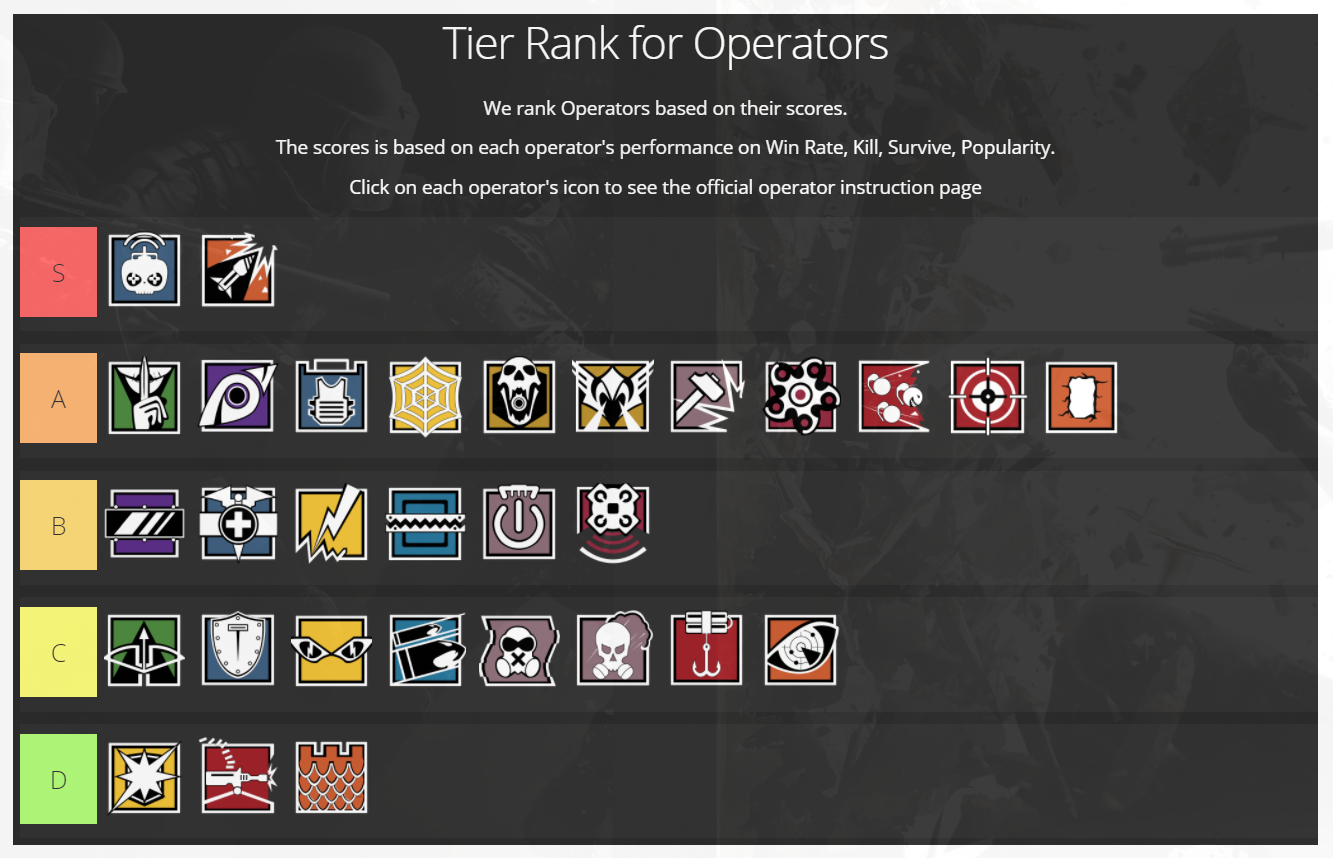 Tier Rank for Operators
We rank Operators based on their scores.
The scores is based on each operator's performance on Win Rate, Kill, Survive, Popularity.
Click on each operator's icon to see the official operator instruction page
S
A
B
C
D